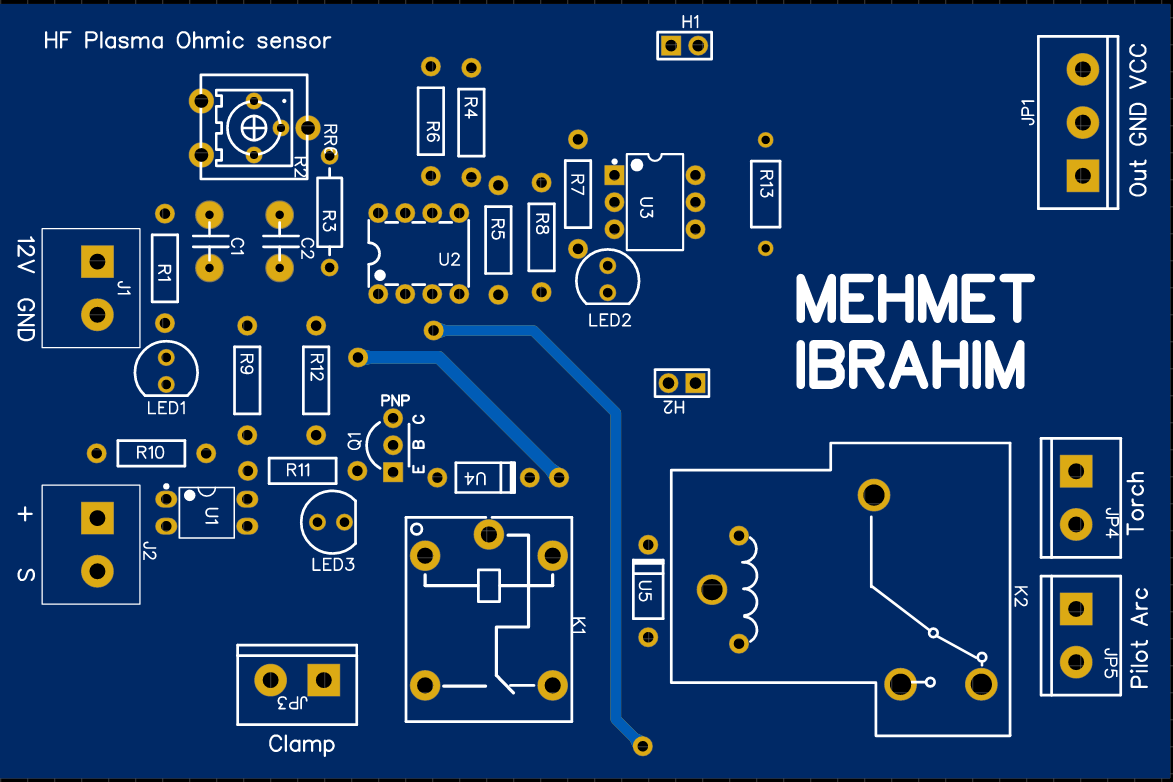 HF Plasma Ohmic sensor
H1
VCC
GND
Out
JP1
R6
R4
RR
R2
R3
R7
U3
R13
R5
R8
U2
C1
C2
R1
12V
GND
J1
LED2
MEHMET
IBRAHIM
LED1
R9
R12
H2
PNP
C
B
E
Q1
R10
R11
U4
U1
+
S
J2
LED3
U5
K1
K2
JP4
Torch
JP5
Pilot Arc
JP3
Clamp